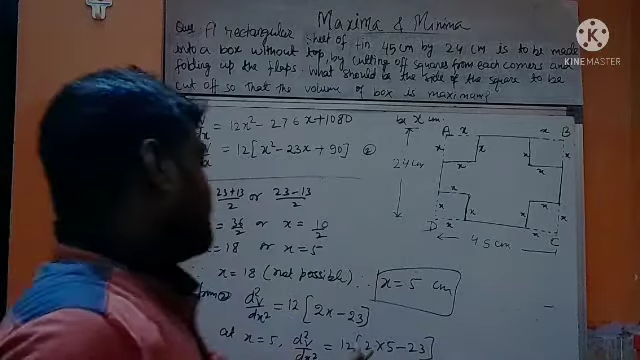 Maxima & Minima
Ques: A rectangular sheet of tin 45 cm by 24 cm is to be made
into a box without top, by cutting off squares from each corners and
folding up the flaps. What should be the side of the square to be
cut off so that the volume of box is maximum?
KINEMASTER
= 12x² - 276x + 1080
= 12[x² - 23x + 90] ②
23+13/2 or 23-13/2
= 36/2 or x = 10/2
= 18 or x = 5
x = 18 (not possible) ∴ x = 5 cm
d²v/dx² = 12[2x - 23]
at x = 5, d²v/dx² = 12[2×5 - 23]
be x cm.
A x x B
x x x x
24 cm
x x x x
D x x C
45 cm